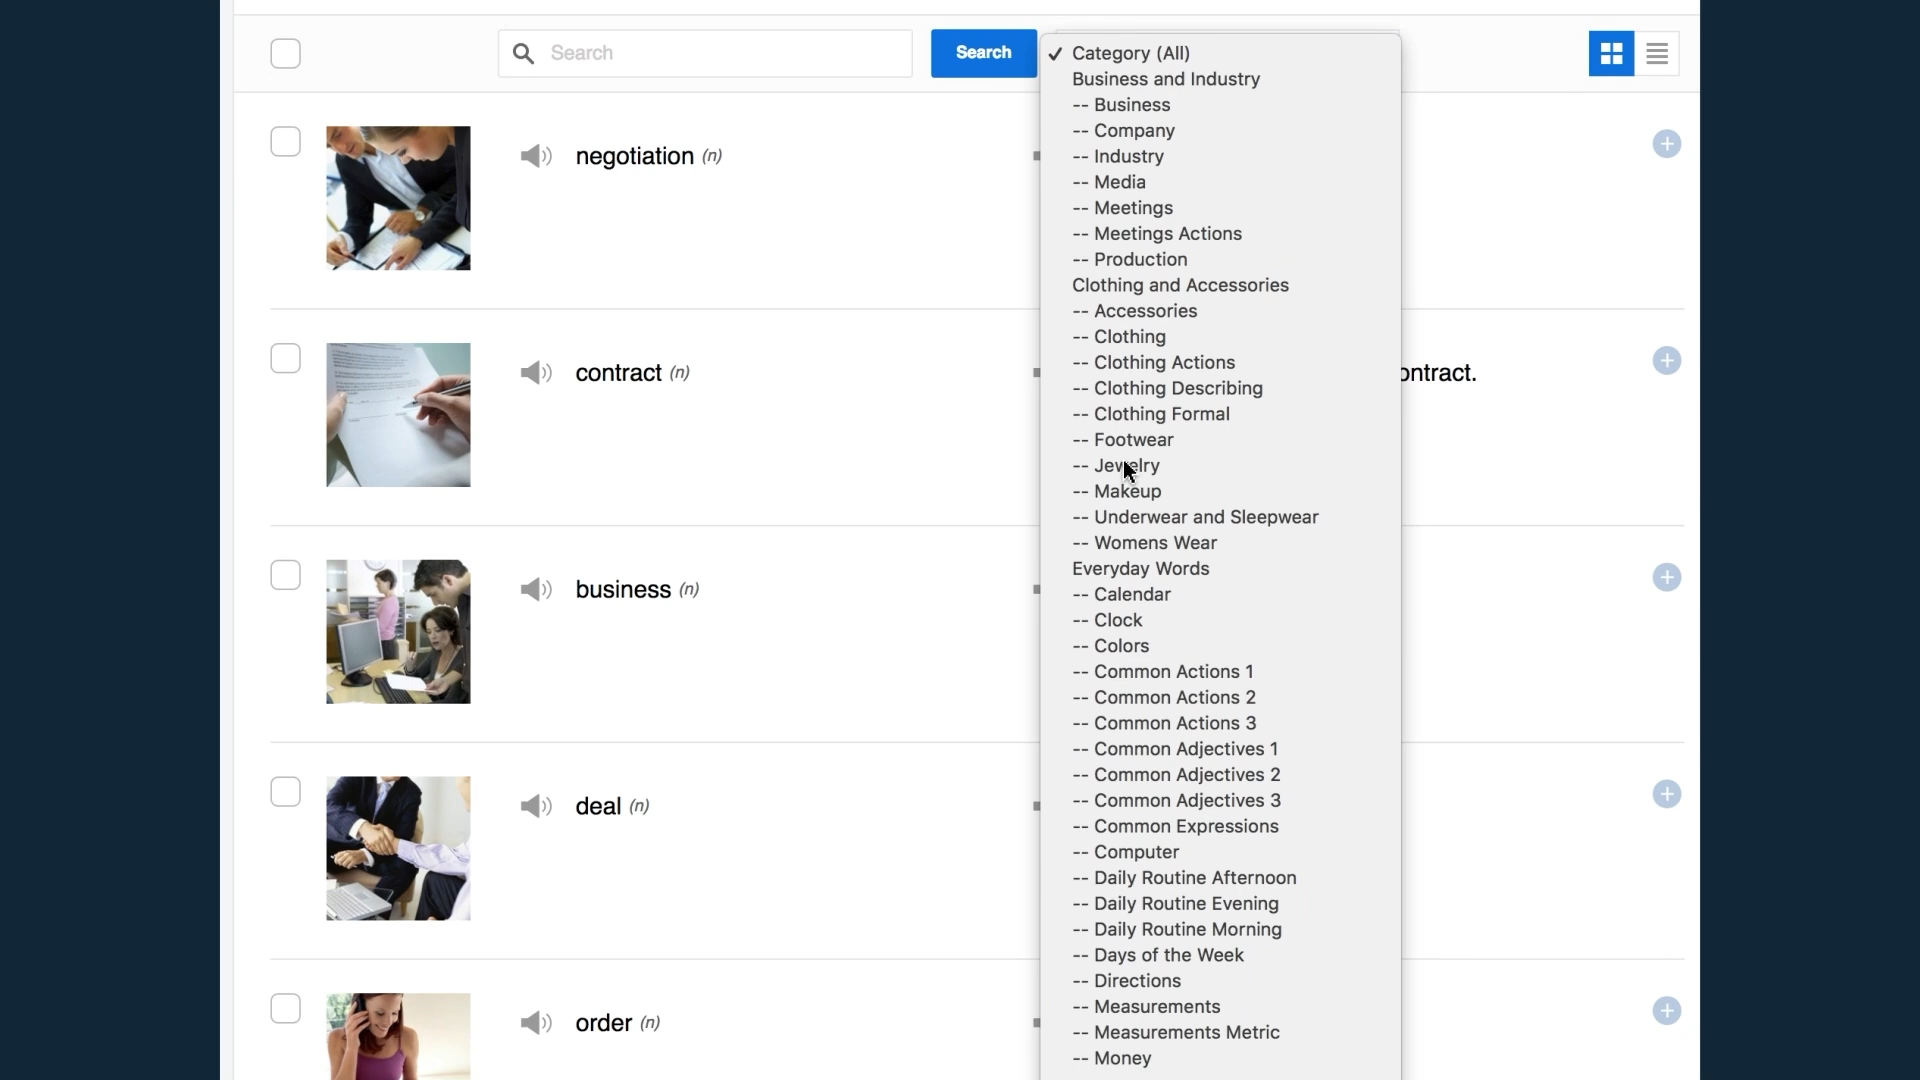 Search
Search
✓ Category (All)
Business and Industry
-- Business
-- Company
-- Industry
-- Media
-- Meetings
-- Meetings Actions
-- Production
Clothing and Accessories
-- Accessories
-- Clothing
-- Clothing Actions
-- Clothing Describing
-- Clothing Formal
-- Footwear
-- Jewelry
-- Makeup
-- Underwear and Sleepwear
-- Womens Wear
Everyday Words
-- Calendar
-- Clock
-- Colors
-- Common Actions 1
-- Common Actions 2
-- Common Actions 3
-- Common Adjectives 1
-- Common Adjectives 2
-- Common Adjectives 3
-- Common Expressions
-- Computer
-- Daily Routine Afternoon
-- Daily Routine Evening
-- Daily Routine Morning
-- Days of the Week
-- Directions
-- Measurements
-- Measurements Metric
-- Money
negotiation (n)
contract (n)
ontract.
business (n)
deal (n)
order (n)